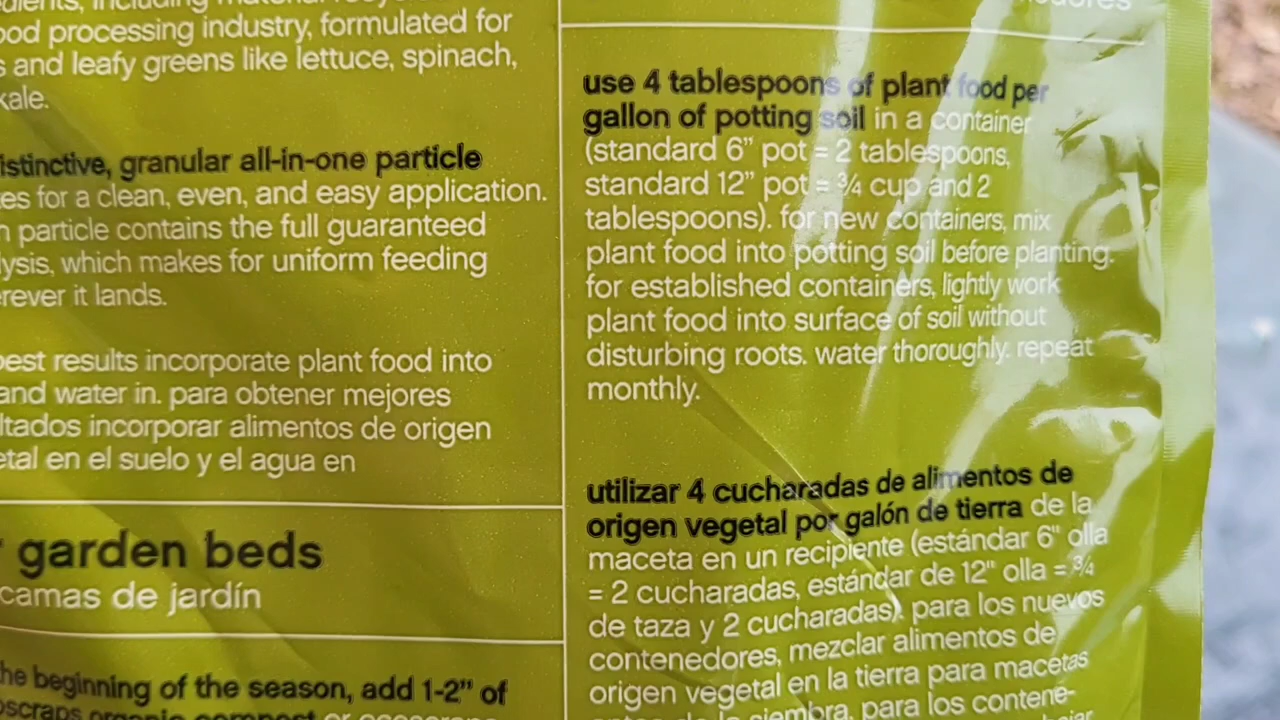 ood processing industry, formulated for
s and leafy greens like lettuce, spinach,
kale.
istinctive, granular all-in-one particle
es for a clean, even, and easy application.
particle contains the full guaranteed
lysis, which makes for uniform feeding
rever it lands.
best results incorporate plant food into
and water in. para obtener mejores
ltados incorporar alimentos de origen
etal en el suelo y el agua en
garden beds
camas de jardín
he beginning of the season, add 1-2” of
oscraps organic compost or
use 4 tablespoons of plant food per
gallon of potting soil in a container
(standard 6” pot = 2 tablespoons,
standard 12” pot = ¾ cup and 2
tablespoons). for new containers, mix
plant food into potting soil before planting.
for established containers, lightly work
plant food into surface of soil without
disturbing roots. water thoroughly. repeat
monthly.
utilizar 4 cucharadas de alimentos de
origen vegetal por galón de tierra de la
maceta en un recipiente (estándar 6" olla
= 2 cucharadas, estándar de 12" olla = ¾
de taza y 2 cucharadas). para los nuevos
contenedores, mezclar alimentos de
origen vegetal en la tierra para macetas
antes de la siembra. para los contene-